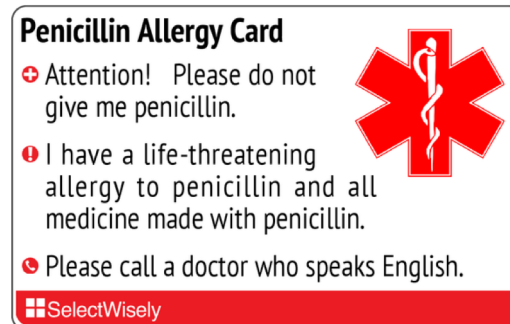 Penicillin Allergy Card
Attention! Please do not
give me penicillin.
I have a life-threatening
allergy to penicillin and all
medicine made with penicillin.
Please call a doctor who speaks English.
SelectWisely